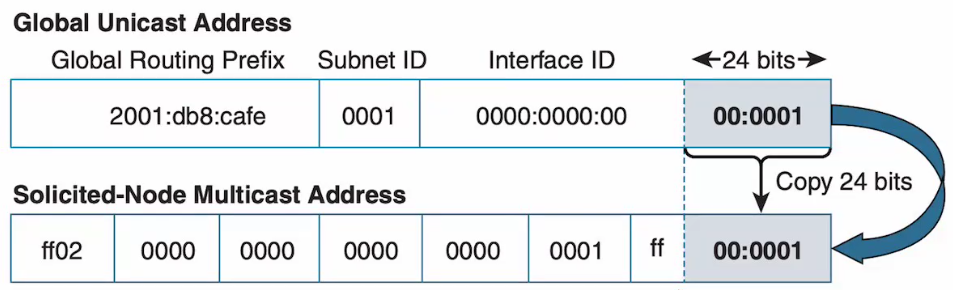 Global Unicast Address
Global Routing Prefix Subnet ID Interface ID 24 bits
2001:db8:cafe 0001 0000:0000:00 00:0001
Copy 24 bits
Solicited-Node Multicast Address
ff02 0000 0000 0000 0000 0001 ff 00:0001